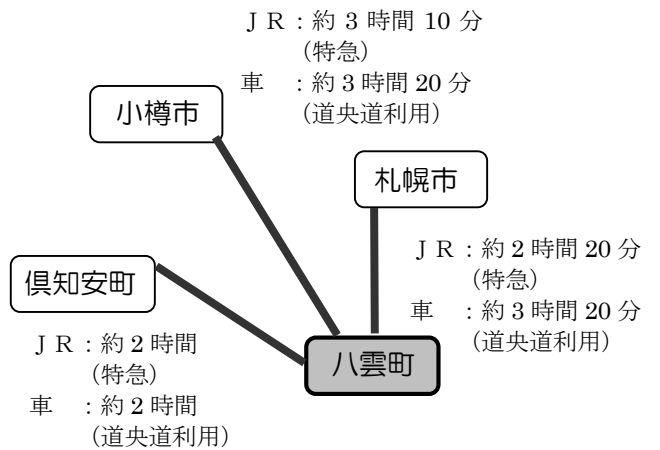 ＪＲ：約 3 時間 10 分
（特急）
車　：約 3 時間 20 分
（道央道利用）
小樽市
札幌市
ＪＲ：約 2 時間 20 分
（特急）
車　：約 3 時間 20 分
（道央道利用）
倶知安町
ＪＲ：約 2 時間
（特急）
車　：約 2 時間
（道央道利用）
八雲町